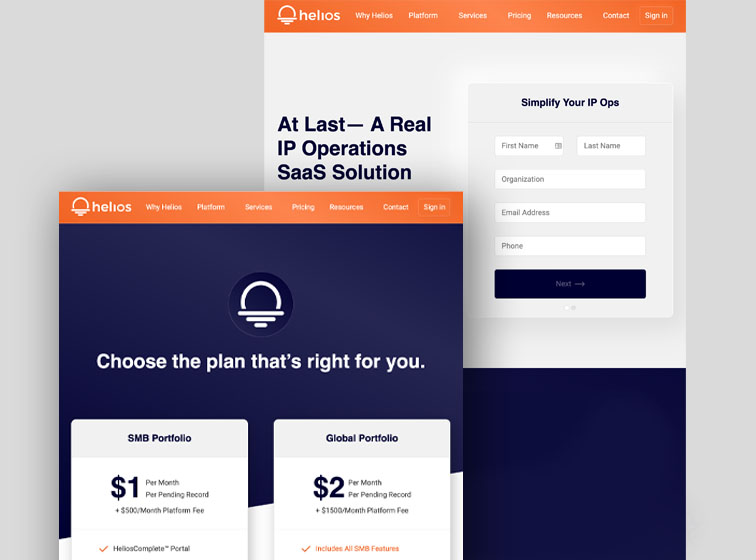 helios Why Helios Platform Services Pricing Resources Contact Sign in
At Last— A Real
IP Operations
SaaS Solution
Simplify Your IP Ops
First Name Last Name
Organization
Email Address
Phone
Next →
helios Why Helios Platform Services Pricing Resources Contact Sign in
Choose the plan that’s right for you.
SMB Portfolio
$1 Per Month
Per Pending Record
+ $500/Month Platform Fee
HeliosComplete™ Portal
Global Portfolio
$2 Per Month
Per Pending Record
+ $1500/Month Platform Fee
Includes All SMB Features